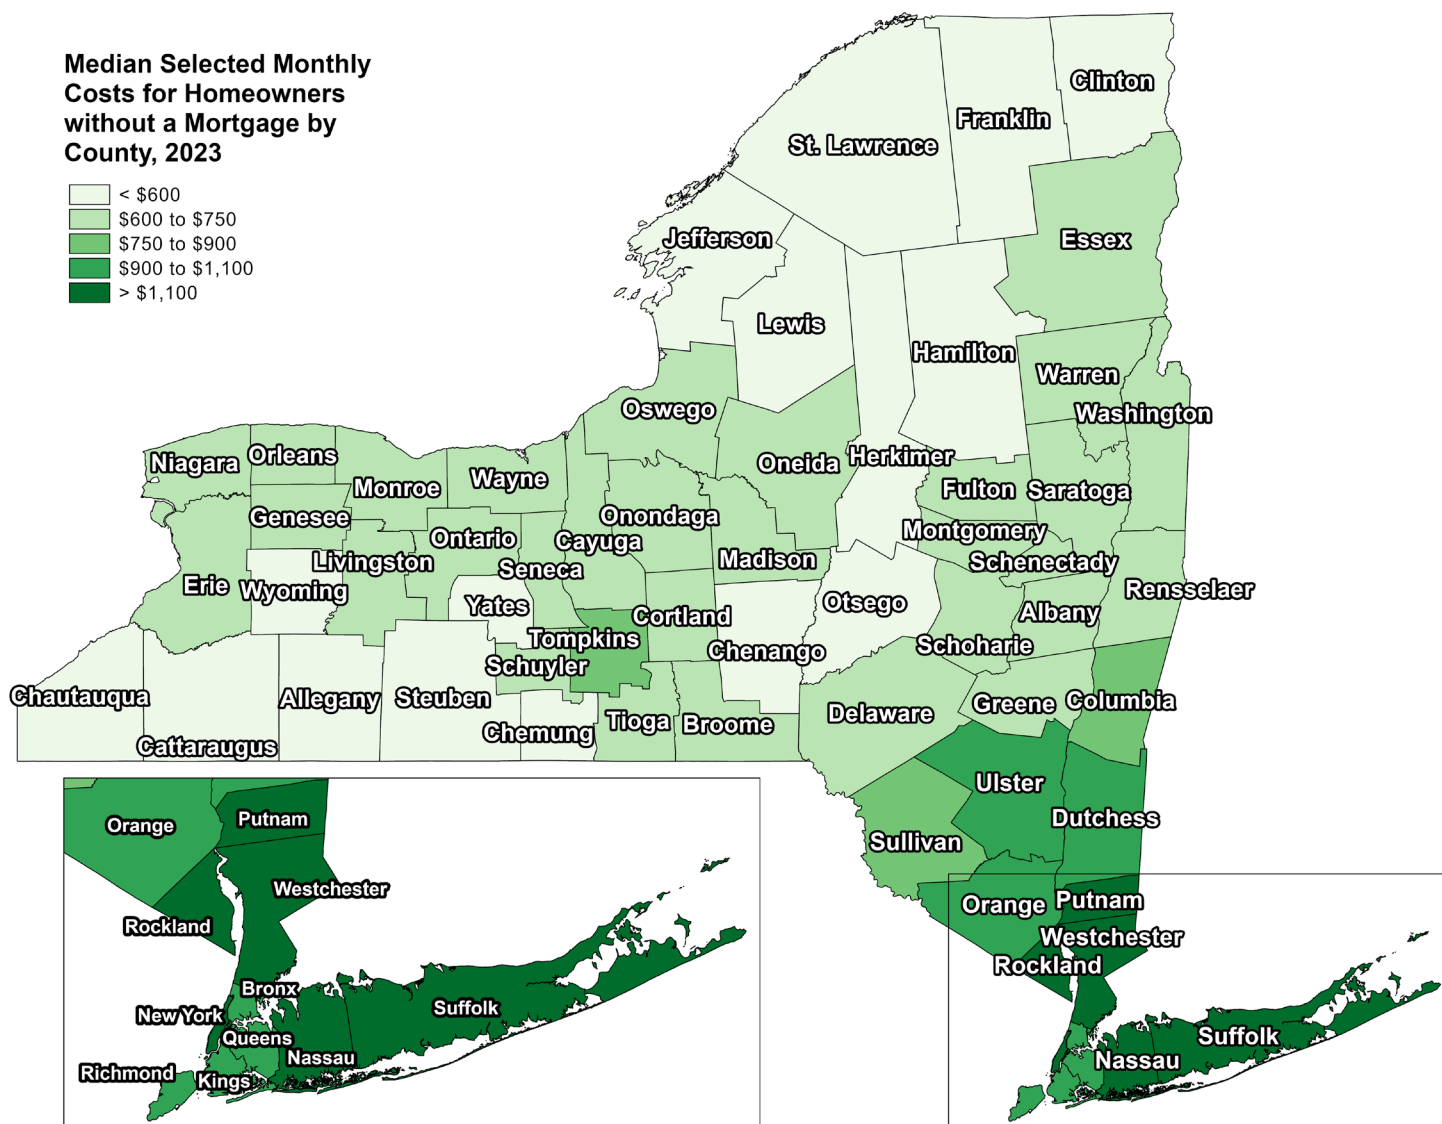 Median Selected Monthly
Costs for Homeowners
without a Mortgage by
County, 2023
< $600
$600 to $750
$750 to $900
$900 to $1,100
> $1,100
Clinton
Franklin
St. Lawrence
Jefferson
Essex
Lewis
Hamilton
Warren
Oswego
Washington
Niagara
Orleans
Oneida
Herkimer
Monroe
Wayne
Fulton
Saratoga
Genesee
Onondaga
Montgomery
Ontario
Cayuga
Livingston
Madison
Schenectady
Seneca
Erie
Wyoming
Rensselaer
Yates
Otsego
Albany
Cortland
Tompkins
Schoharie
Chenango
Schuyler
Chautauqua
Allegany
Steuben
Columbia
Greene
Delaware
Tioga
Broome
Chemung
Cattaraugus
Ulster
Dutchess
Sullivan
Orange
Putnam
Westchester
Rockland
Suffolk
Nassau
Orange
Putnam
Westchester
Rockland
Bronx
Suffolk
New York
Queens
Nassau
Richmond
Kings